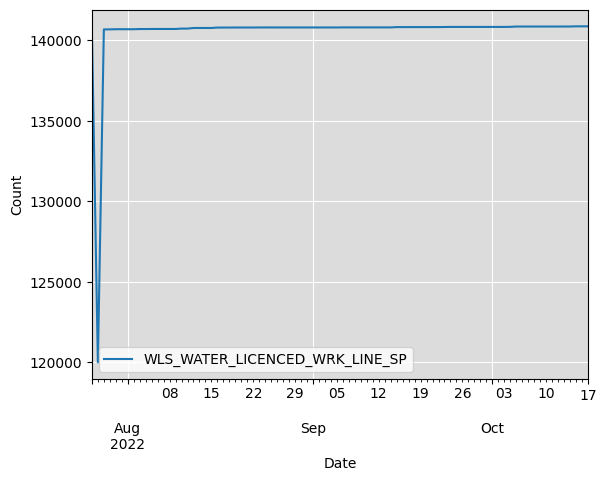 140000
135000
130000
125000
120000
Count
WLS_WATER_LICENCED_WRK_LINE_SP
08 15 22 29 05 12 19 26 03 10 17
Aug Sep Oct
2022
Date